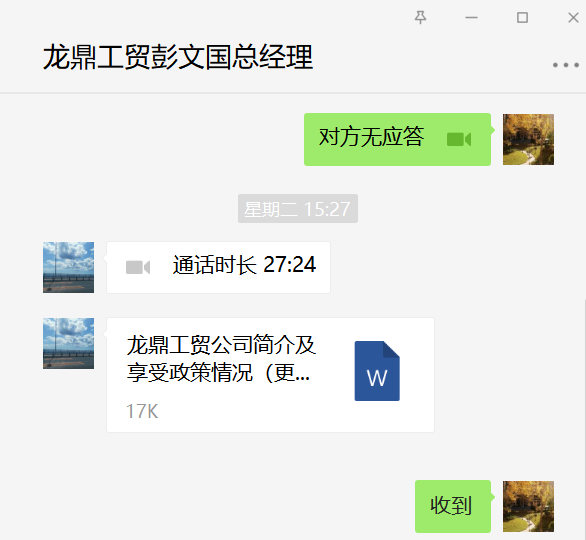 龙鼎工贸彭文国总经理
对方无应答
星期二 15:27
通话时长 27:24
龙鼎工贸公司简介及
享受政策情况（更...
W
17K
收到